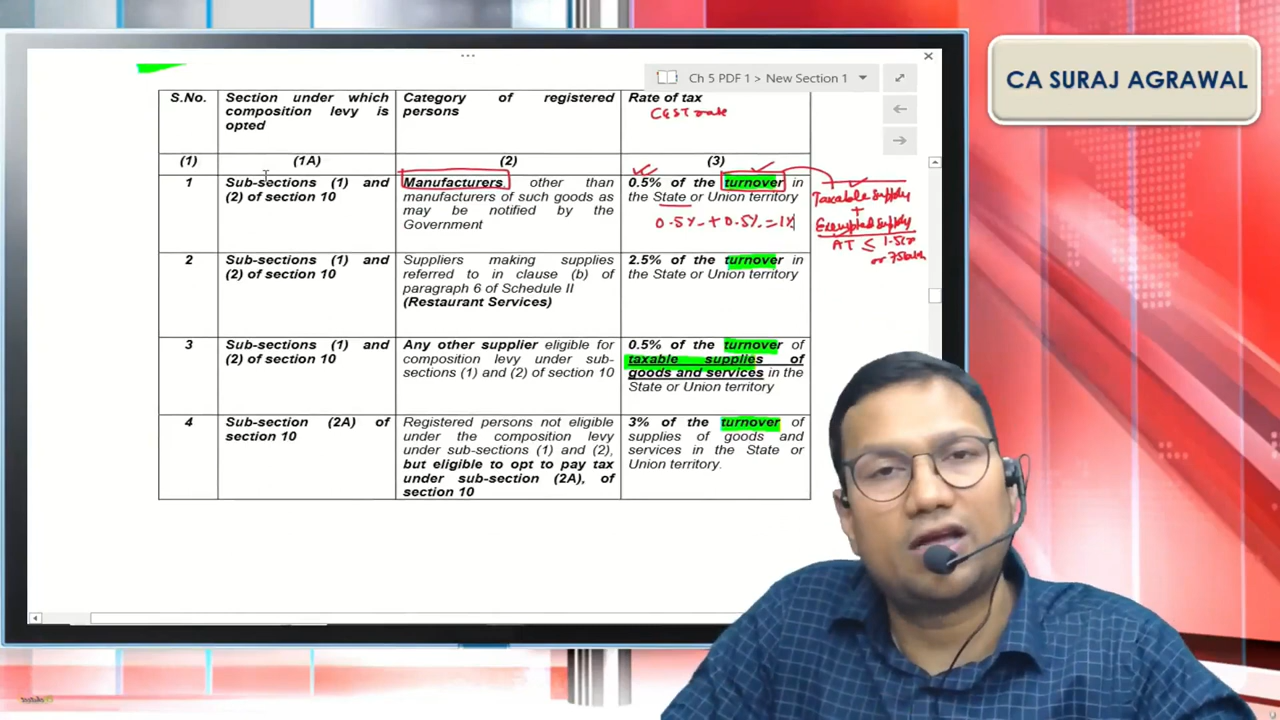 CA SURAJ AGRAWAL
Ch 5 PDF 1 > New Section 1
S.No.
Section under which
composition levy is
opted
Category of registered
persons
Rate of tax
CGST rate
(1)
(1A)
(2)
(3)
1
Sub-sections (1) and
(2) of section 10
Manufacturers, other than
manufacturers of such goods as
may be notified by the
Government
0.5% of the turnover in
the State or Union territory
0.5% + 0.5% = 1%
Taxable Supply
+
Exempted Supply
AT ≤ 1.5Cr
or 75lakh
2
Sub-sections (1) and
(2) of section 10
Suppliers making supplies
referred to in clause (b) of
paragraph 6 of Schedule II
(Restaurant Services)
2.5% of the turnover in
the State or Union territory
3
Sub-sections (1) and
(2) of section 10
Any other supplier eligible for
composition levy under sub-
sections (1) and (2) of section 10
0.5% of the turnover of
taxable supplies of
goods and services in the
State or Union territory
4
Sub-section (2A) of
section 10
Registered persons not eligible
under the composition levy
under sub-sections (1) and (2),
but eligible to opt to pay tax
under sub-section (2A), of
section 10
3% of the turnover of
supplies of goods and
services in the State or
Union territory.